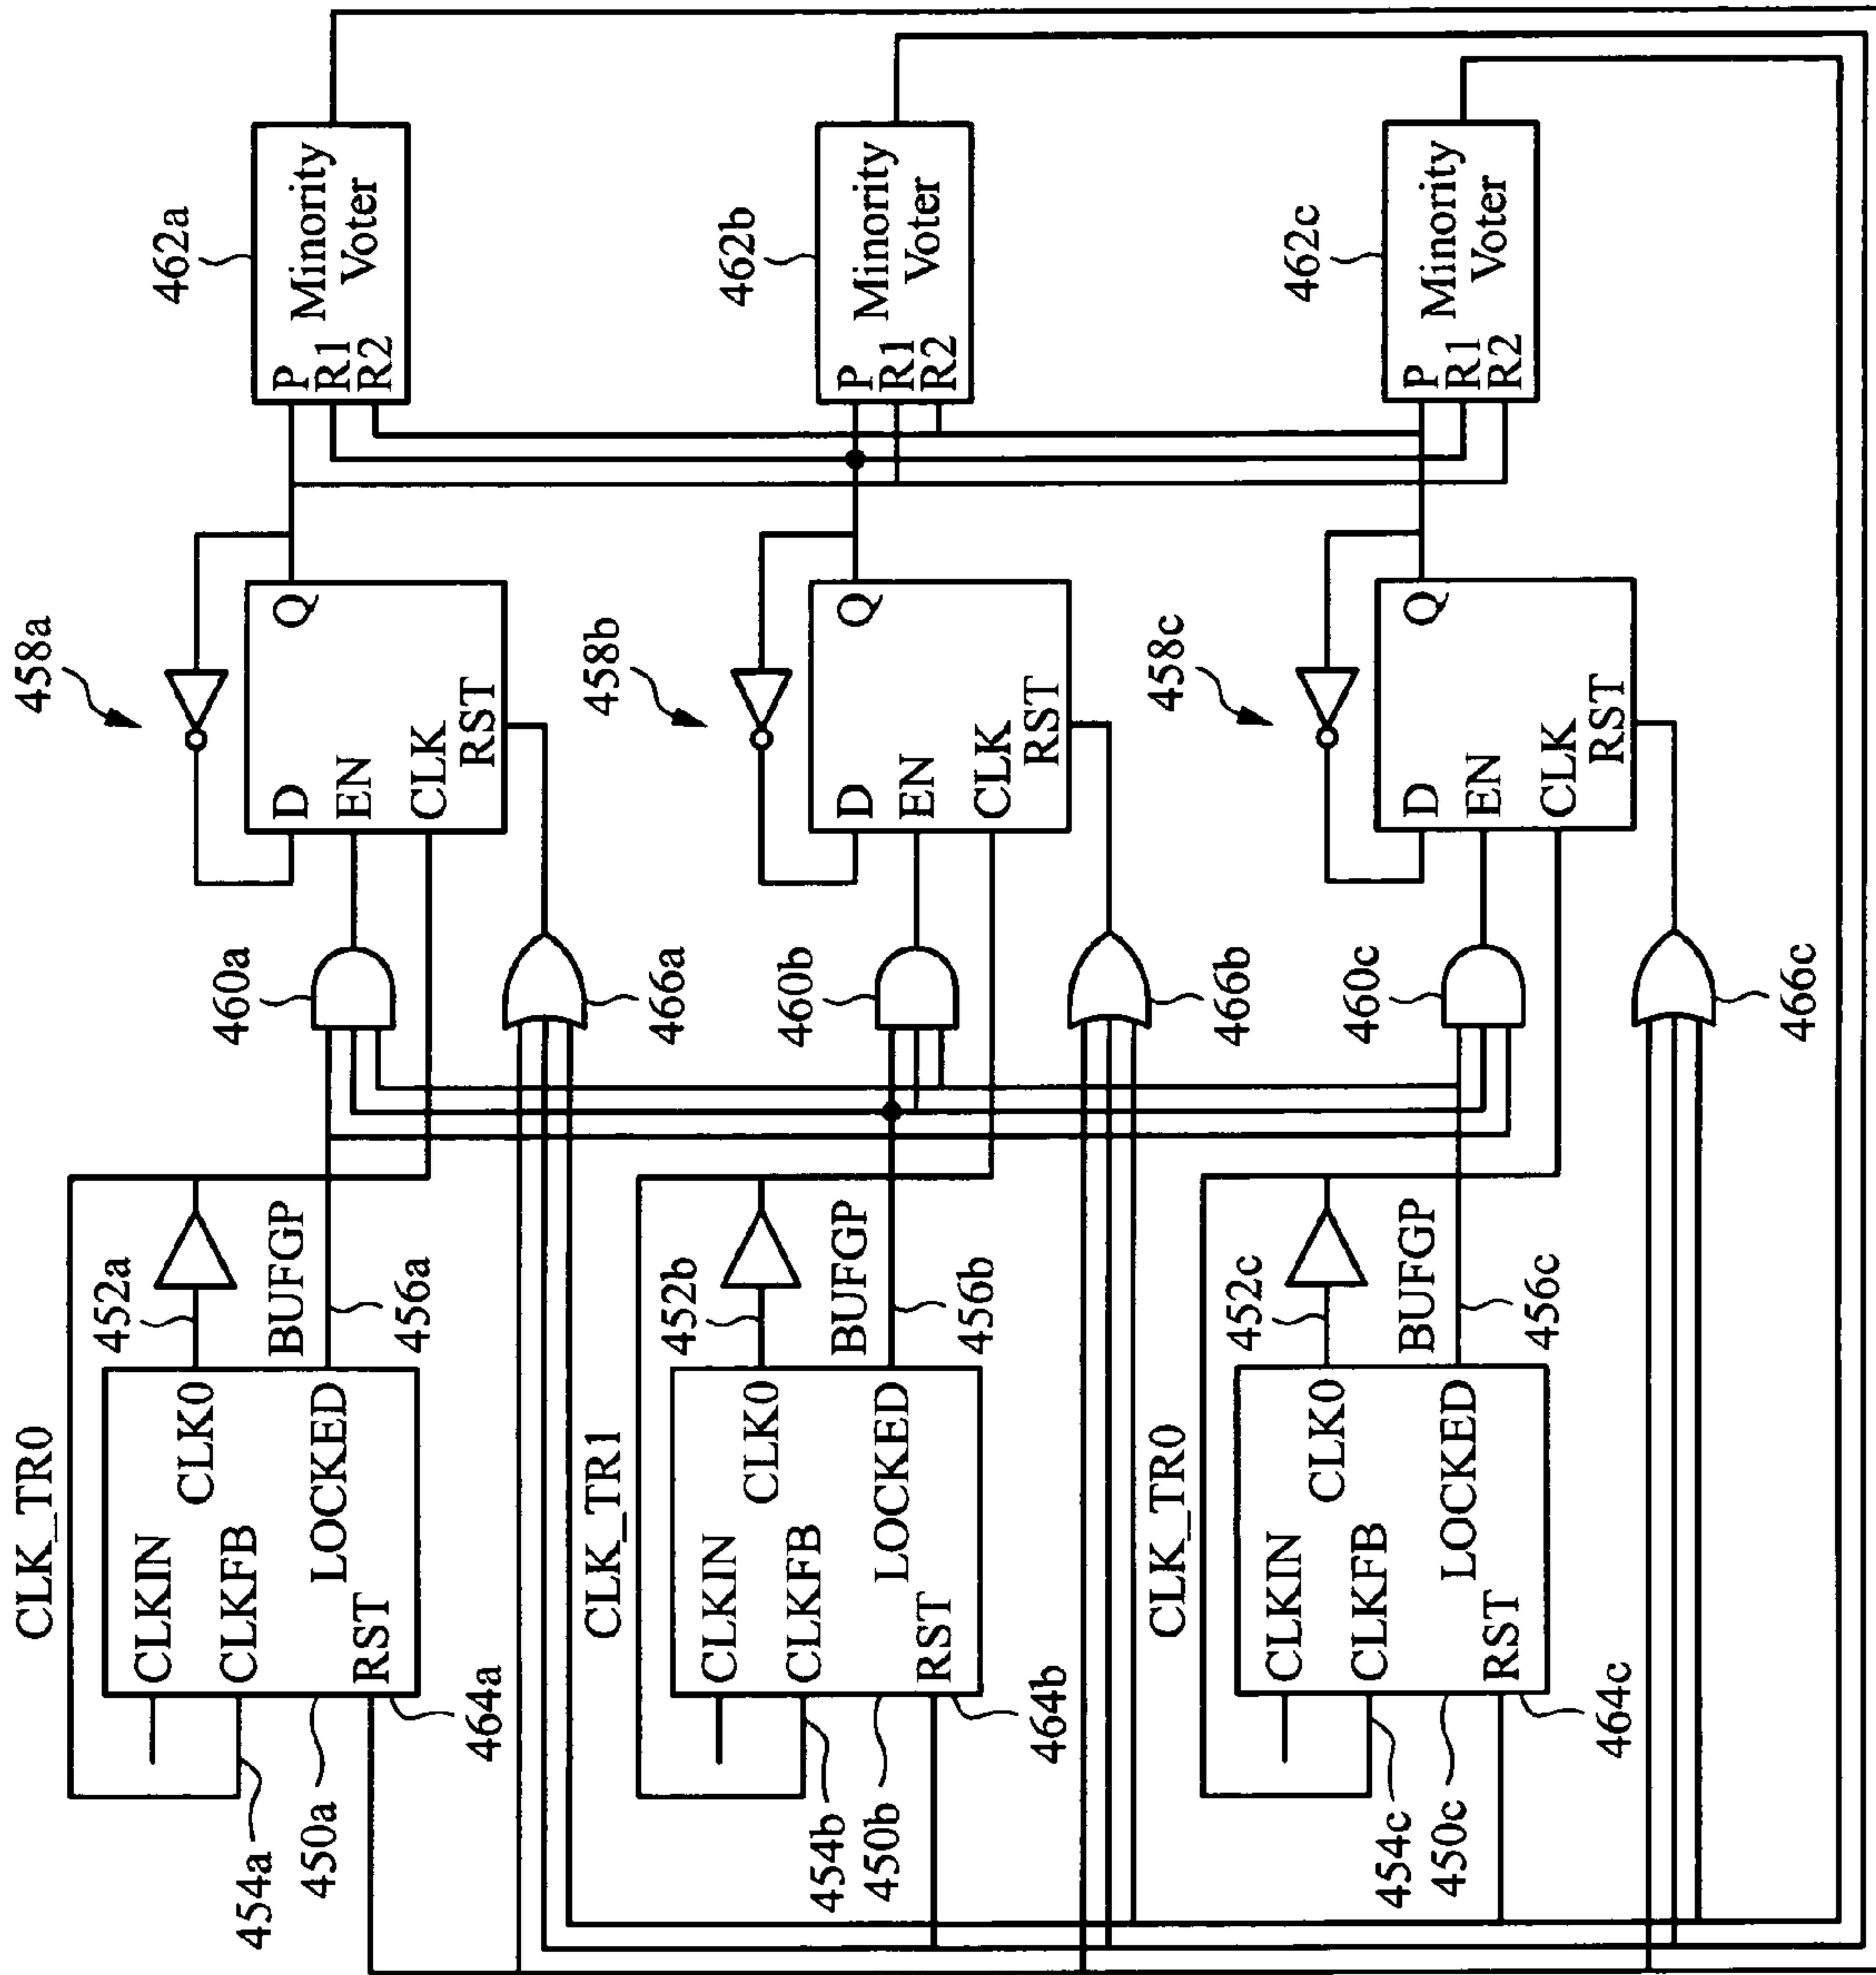 CLK_TR0
CLKIN
CLKFB
CLK0
LOCKED
RST
454a
450a
464a
452a
BUFGP
456a
460a
466a
458a
D
EN
CLK
RST
Q
462a
P
R1
R2
Minority
Voter
CLK_TR1
CLKIN
CLKFB
CLK0
LOCKED
RST
454b
450b
464b
452b
BUFGP
456b
460b
466b
458b
D
EN
CLK
RST
Q
462b
P
R1
R2
Minority
Voter
CLK_TR0
CLKIN
CLKFB
CLK0
LOCKED
RST
454c
450c
464c
452c
BUFGP
456c
460c
466c
458c
D
EN
CLK
RST
Q
462c
P
R1
R2
Minority
Voter